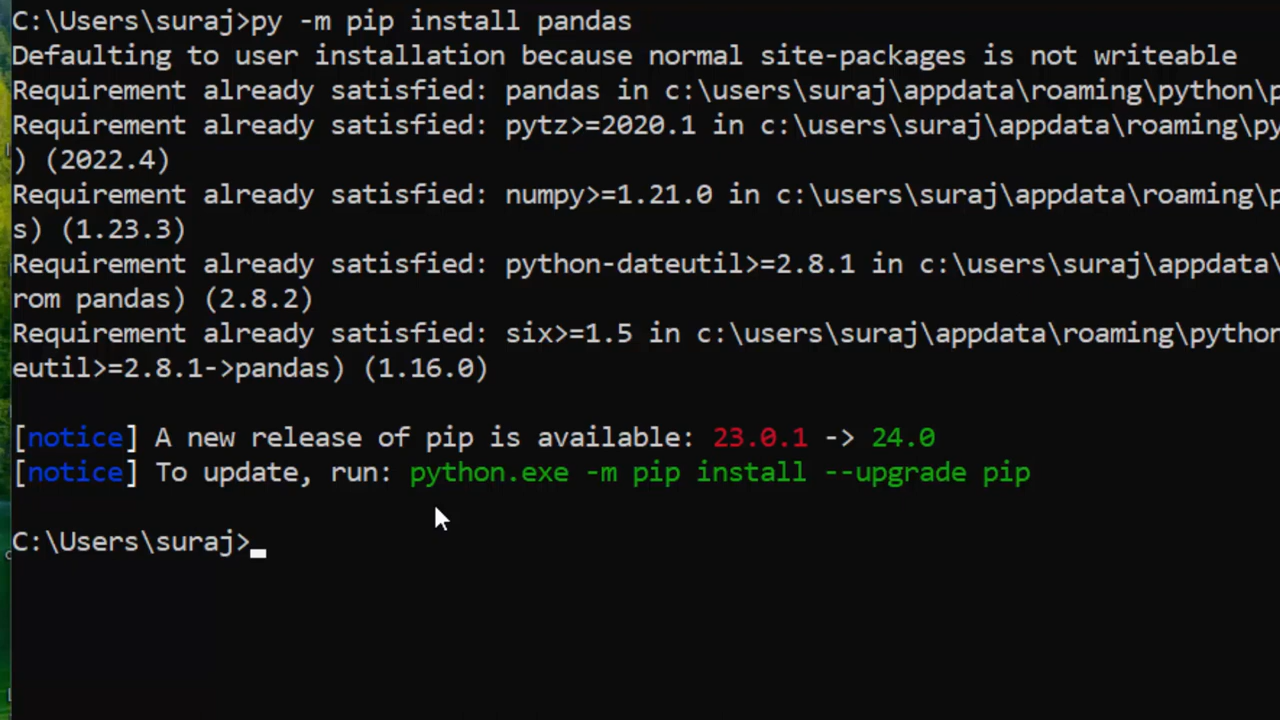 C:\Users\suraj>py -m pip install pandas
Defaulting to user installation because normal site-packages is not writeable
Requirement already satisfied: pandas in c:\users\suraj\appdata\roaming\python\p
Requirement already satisfied: pytz>=2020.1 in c:\users\suraj\appdata\roaming\py
) (2022.4)
Requirement already satisfied: numpy>=1.21.0 in c:\users\suraj\appdata\roaming\p
s) (1.23.3)
Requirement already satisfied: python-dateutil>=2.8.1 in c:\users\suraj\appdata\
rom pandas) (2.8.2)
Requirement already satisfied: six>=1.5 in c:\users\suraj\appdata\roaming\python
eutil>=2.8.1->pandas) (1.16.0)
[notice] A new release of pip is available: 23.0.1 -> 24.0
[notice] To update, run: python.exe -m pip install --upgrade pip
C:\Users\suraj>